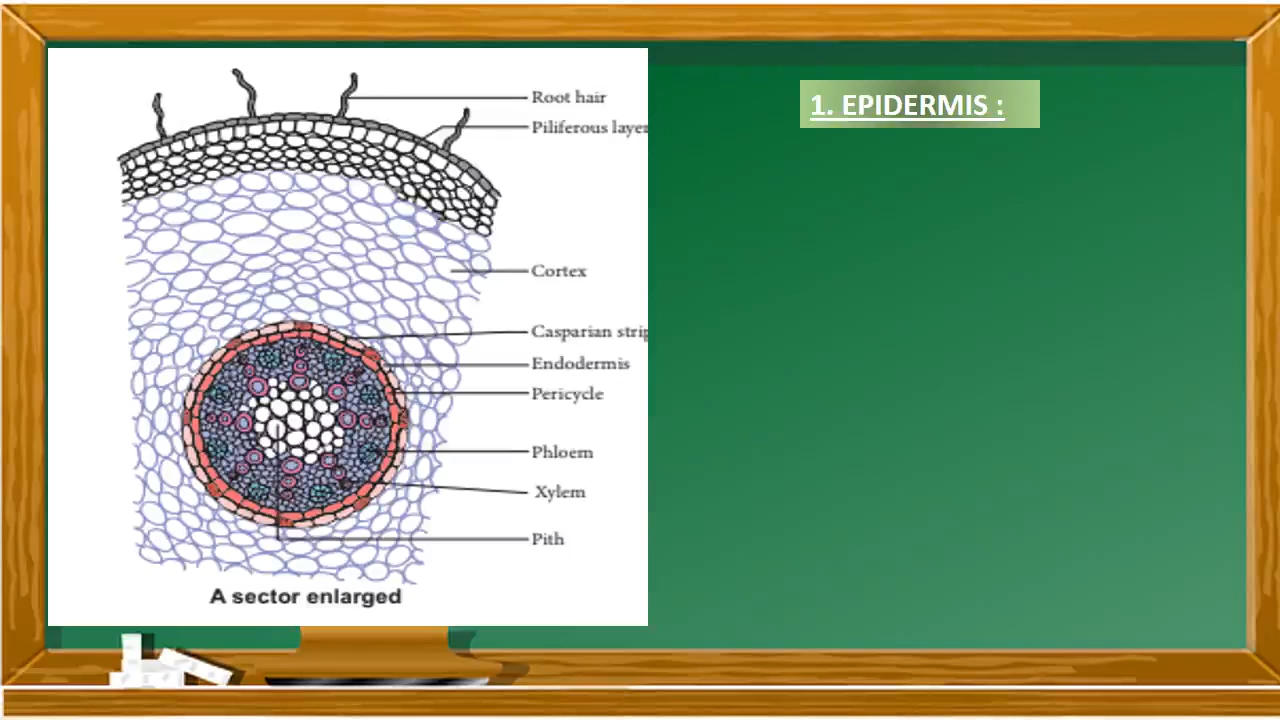 Root hair
Piliferous layer
Cortex
Casparian strip
Endodermis
Pericycle
Phloem
Xylem
Pith
A sector enlarged
1. EPIDERMIS :